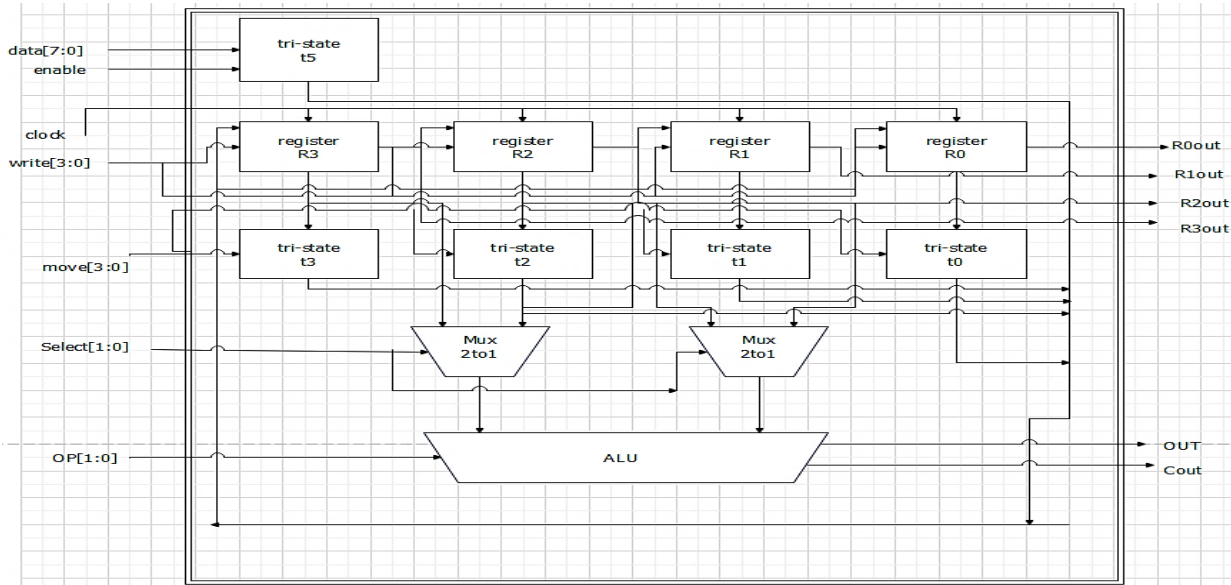 tri-state
t5
data[7:0]
enable
clock
write[3:0]
register
R3
register
R2
register
R1
register
R0
R0out
R1out
R2out
R3out
move[3:0]
tri-state
t3
tri-state
t2
tri-state
t1
tri-state
t0
Select[1:0]
Mux
2to1
Mux
2to1
OP[1:0]
ALU
OUT
Cout